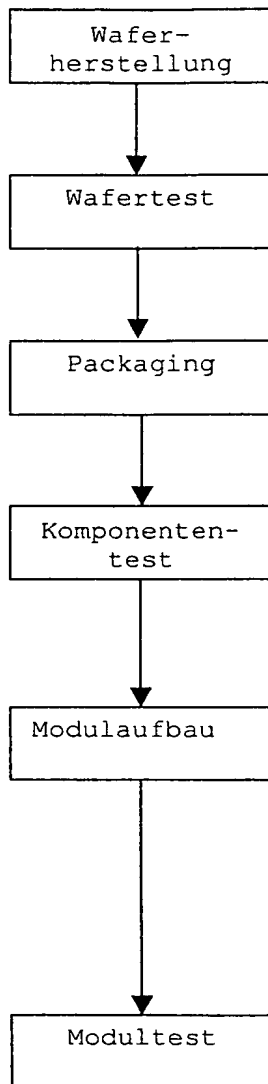 Wafer-
herstellung
Wafertest
Packaging
Komponenten-
test
Modulaufbau
Modultest